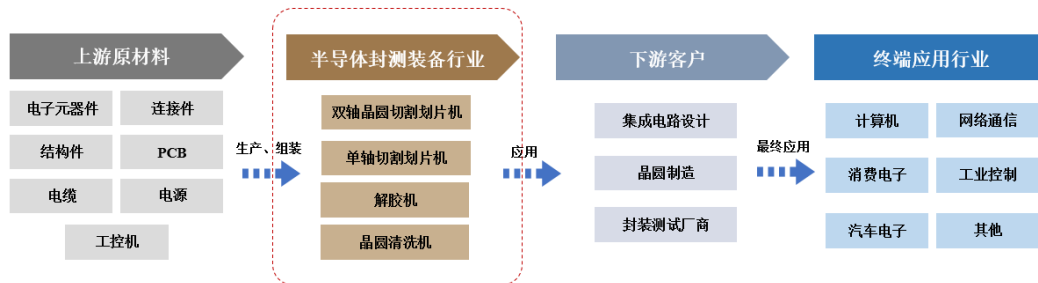 上游原材料
电子元器件
连接件
结构件
PCB
电缆
电源
工控机
生产、组装
半导体封测装备行业
双轴晶圆切割划片机
单轴切割划片机
解胶机
晶圆清洗机
应用
下游客户
集成电路设计
晶圆制造
封装测试厂商
最终应用
终端应用行业
计算机
网络通信
消费电子
工业控制
汽车电子
其他